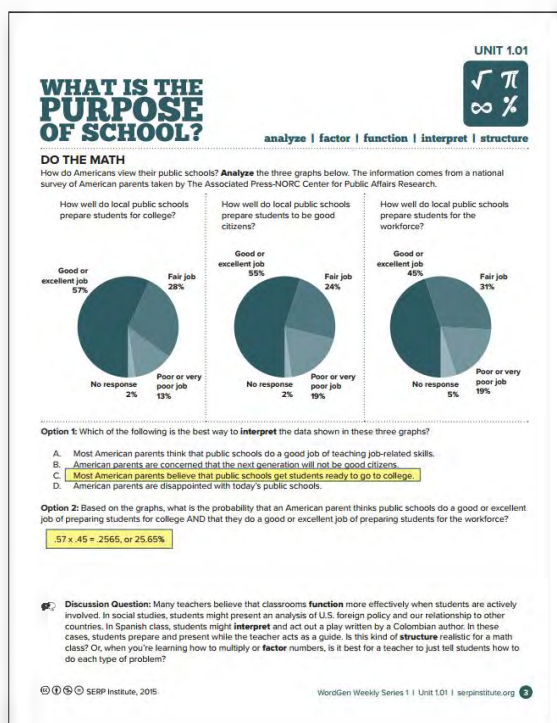 UNIT 1.01
WHAT IS THE
PURPOSE
OF SCHOOL?
√ π
∞ %
analyze | factor | function | interpret | structure
DO THE MATH
How do Americans view their public schools? Analyze the three graphs below. The information comes from a national
survey of American parents taken by The Associated Press-NORC Center for Public Affairs Research.
How well do local public schools
prepare students for college?
Good or
excellent job
57%
Fair job
28%
No response
2%
Poor or very
poor job
13%
How well do local public schools
prepare students to be good
citizens?
Good or
excellent job
55%
Fair job
24%
No response
2%
Poor or very
poor job
19%
How well do local public schools
prepare students for the
workforce?
Good or
excellent job
45%
Fair job
31%
No response
5%
Poor or very
poor job
19%
Option 1: Which of the following is the best way to interpret the data shown in these three graphs?
A. Most American parents think that public schools do a good job of teaching job-related skills.
B. American parents are concerned that the next generation will not be good citizens.
C. Most American parents believe that public schools get students ready to go to college.
D. American parents are disappointed with today's public schools.
Option 2: Based on the graphs, what is the probability that an American parent thinks public schools do a good or excellent
job of preparing students for college AND that they do a good or excellent job of preparing students for the workforce?
.57 x .45 = .2565, or 25.65%
Discussion Question: Many teachers believe that classrooms function more effectively when students are actively
involved. In social studies, students might present an analysis of U.S. foreign policy and our relationship to other
countries. In Spanish class, students might interpret and act out a play written by a Colombian author. In these
cases, students prepare and present while the teacher acts as a guide. Is this kind of structure realistic for a math
class? Or, when you're learning how to multiply or factor numbers, is it best for a teacher to just tell students how to
do each type of problem?
SERP Institute, 2015
WordGen Weekly Series 1 | Unit 1.01 | serpinstitute.org 3